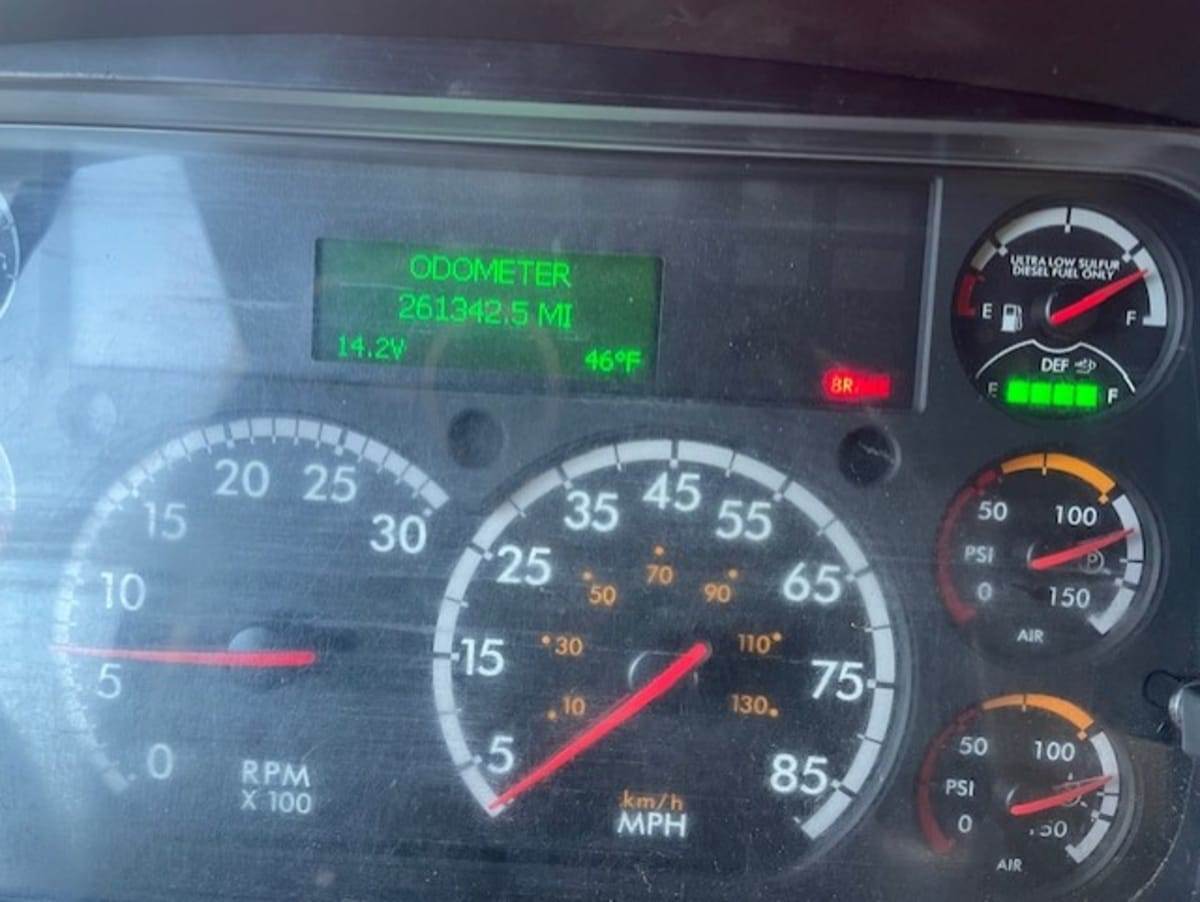 ODOMETER
261342.5 MI
14.2V 46°F
ULTRA LOW SULFUR
DIESEL FUEL ONLY
E F
DEF
E F
0 5 10 15 20 25 30
RPM
X 100
5 15 25 35 45 55 65 75 85
10 30 50 70 90 110 130
km/h
MPH
50 100
PSI P
0 150
AIR
50 100
PSI
0
AIR